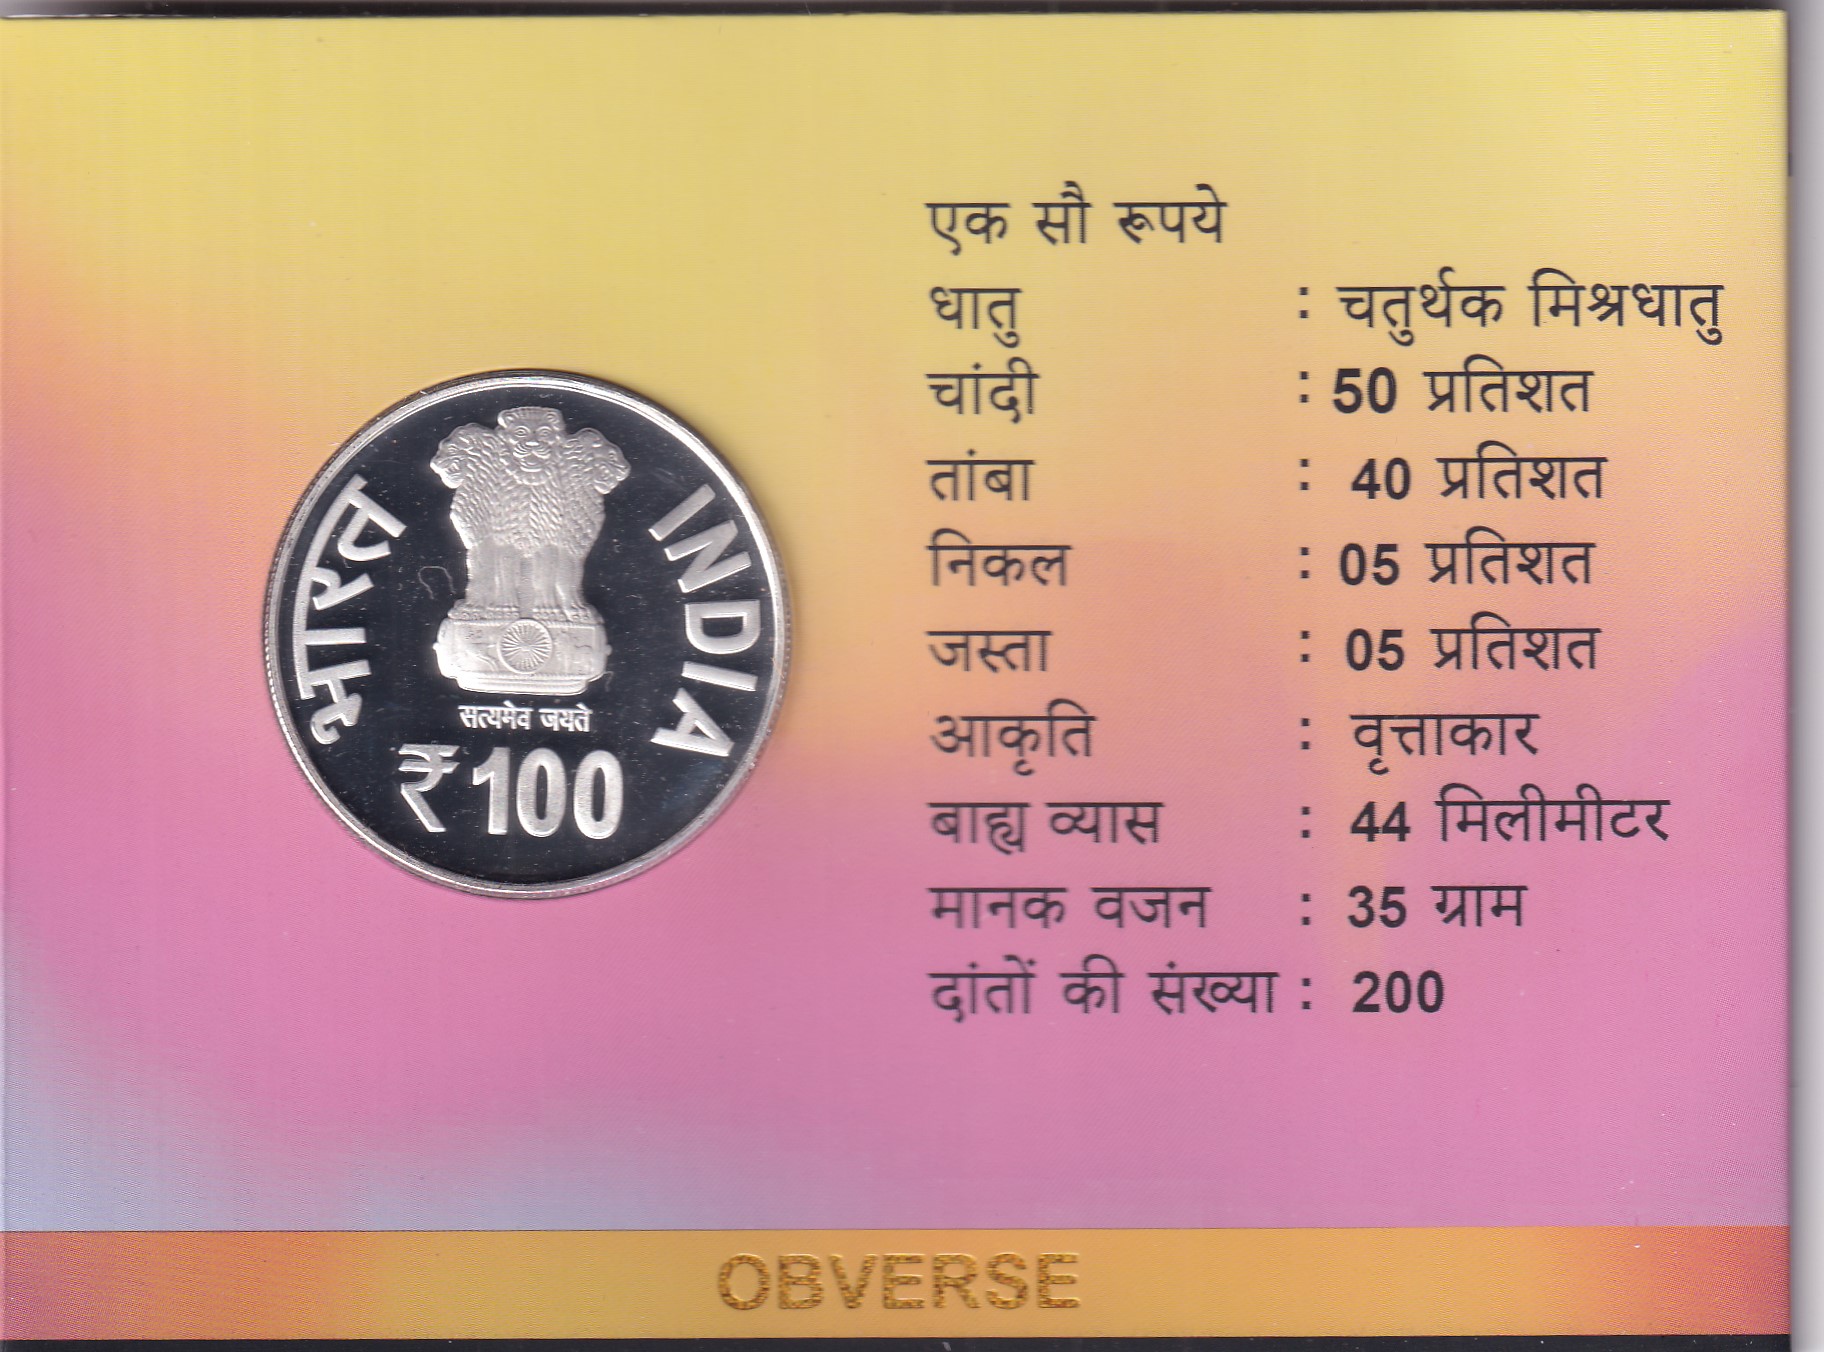 भारत
INDIA
सत्यमेव जयते
₹100
एक सौ रूपये
धातु : चतुर्थक मिश्रधातु
चांदी : 50 प्रतिशत
तांबा : 40 प्रतिशत
निकल : 05 प्रतिशत
जस्ता : 05 प्रतिशत
आकृति : वृत्ताकार
बाह्य व्यास : 44 मिलीमीटर
मानक वजन : 35 ग्राम
दांतों की संख्या : 200
OBVERSE